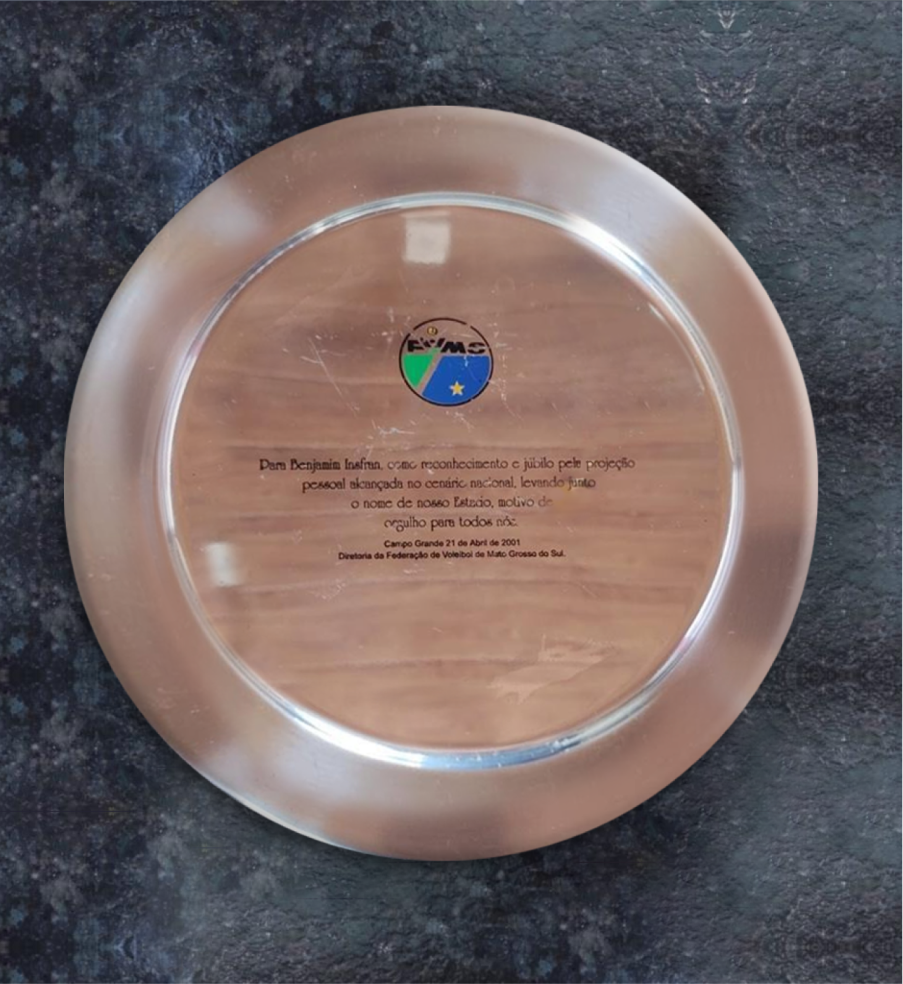 FVMS
Para Benjamim Insfran, como reconhecimento e júbilo pela projeção
pessoal alcançada no cenário nacional, levando junto
o nome de nosso Estado, motivo de
orgulho para todos nós.
Campo Grande 21 de Abril de 2001
Diretoria da Federação de Voleibol de Mato Grosso do Sul.